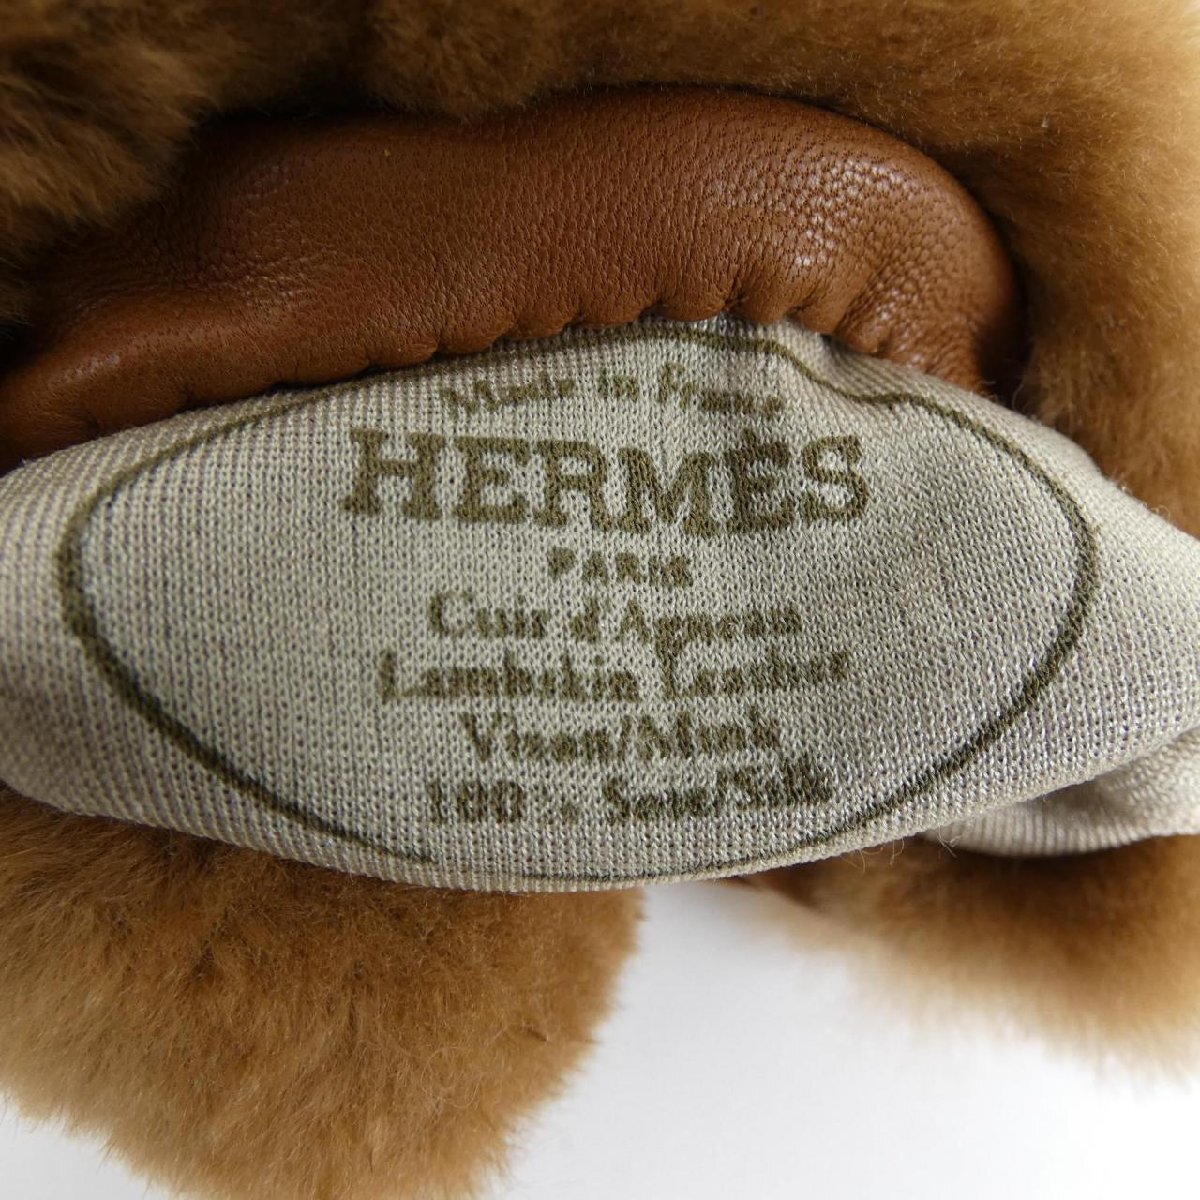 Made in France
HERMÈS
PARIS
Cuir d'Agneau
Lambskin Leather
Vison/Mink
100 % Soie/Silk